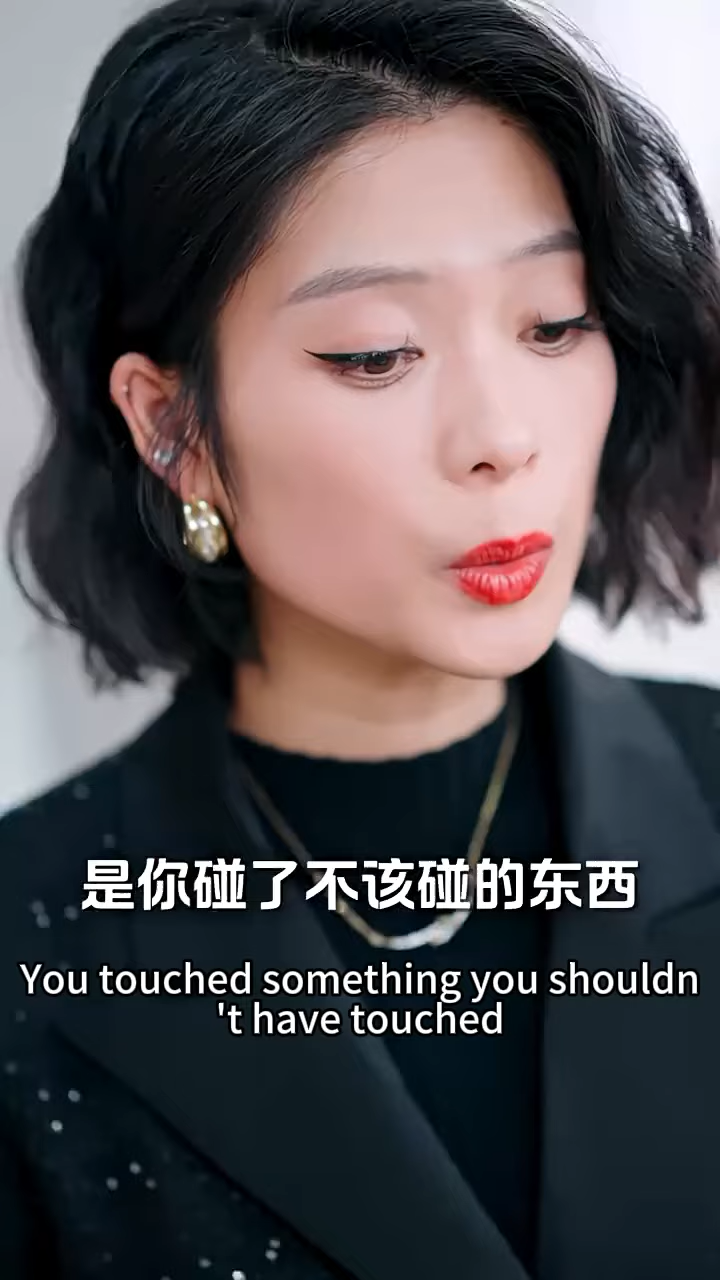 是你碰了不该碰的东西
You touched something you shouldn
't have touched